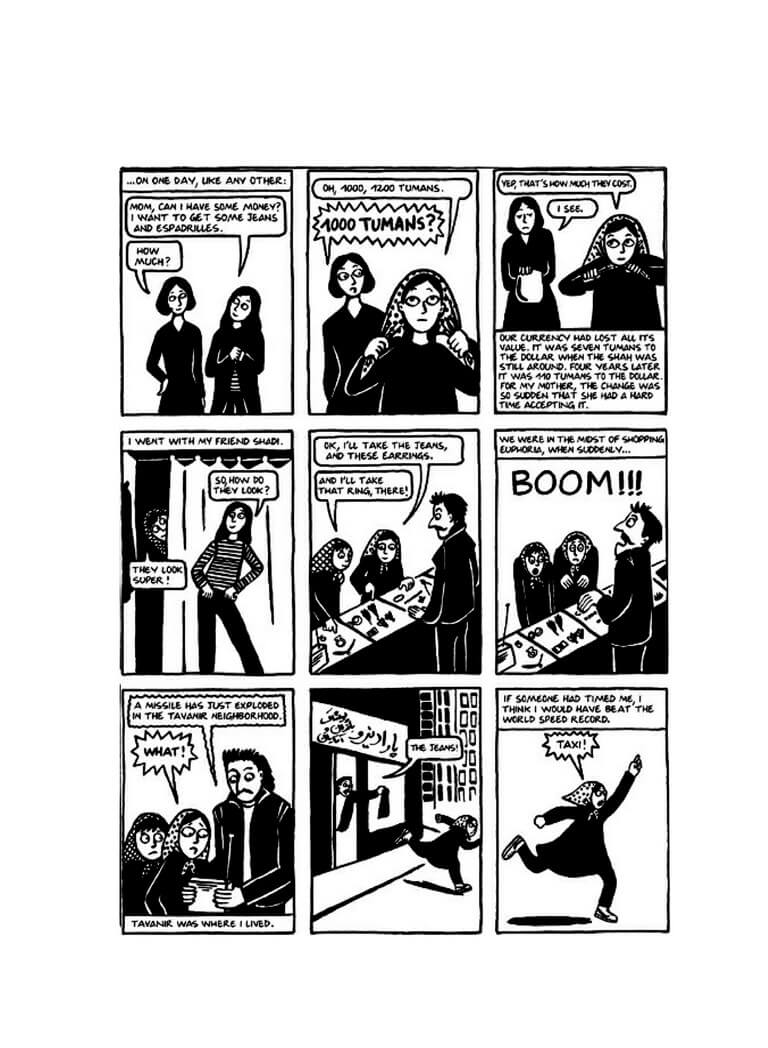 ...ON ONE DAY, LIKE ANY OTHER:
MOM, CAN I HAVE SOME MONEY?
I WANT TO GET SOME JEANS
AND ESPADRILLES.
HOW
MUCH?
OH, 1000, 1200 TUMANS.
1000 TUMANS?
YEP, THAT'S HOW MUCH THEY COST.
I SEE.
OUR CURRENCY HAD LOST ALL ITS
VALUE. IT WAS SEVEN TUMANS TO
THE DOLLAR WHEN THE SHAH WAS
STILL AROUND. FOUR YEARS LATER
IT WAS 110 TUMANS TO THE DOLLAR.
FOR MY MOTHER, THE CHANGE WAS
SO SUDDEN THAT SHE HAD A HARD
TIME ACCEPTING IT.
I WENT WITH MY FRIEND SHADI.
SO, HOW DO
THEY LOOK?
THEY LOOK
SUPER!
OK, I'LL TAKE THE JEANS,
AND THESE EARRINGS.
AND I'LL TAKE
THAT RING, THERE!
WE WERE IN THE MIDST OF SHOPPING
EUPHORIA, WHEN SUDDENLY...
BOOM!!!
A MISSILE HAS JUST EXPLODED
IN THE TAVANIR NEIGHBORHOOD.
WHAT!
TAVANIR WAS WHERE I LIVED.
پارادیزو
THE JEANS!
IF SOMEONE HAD TIMED ME, I
THINK I WOULD HAVE BEAT THE
WORLD SPEED RECORD.
TAXI!